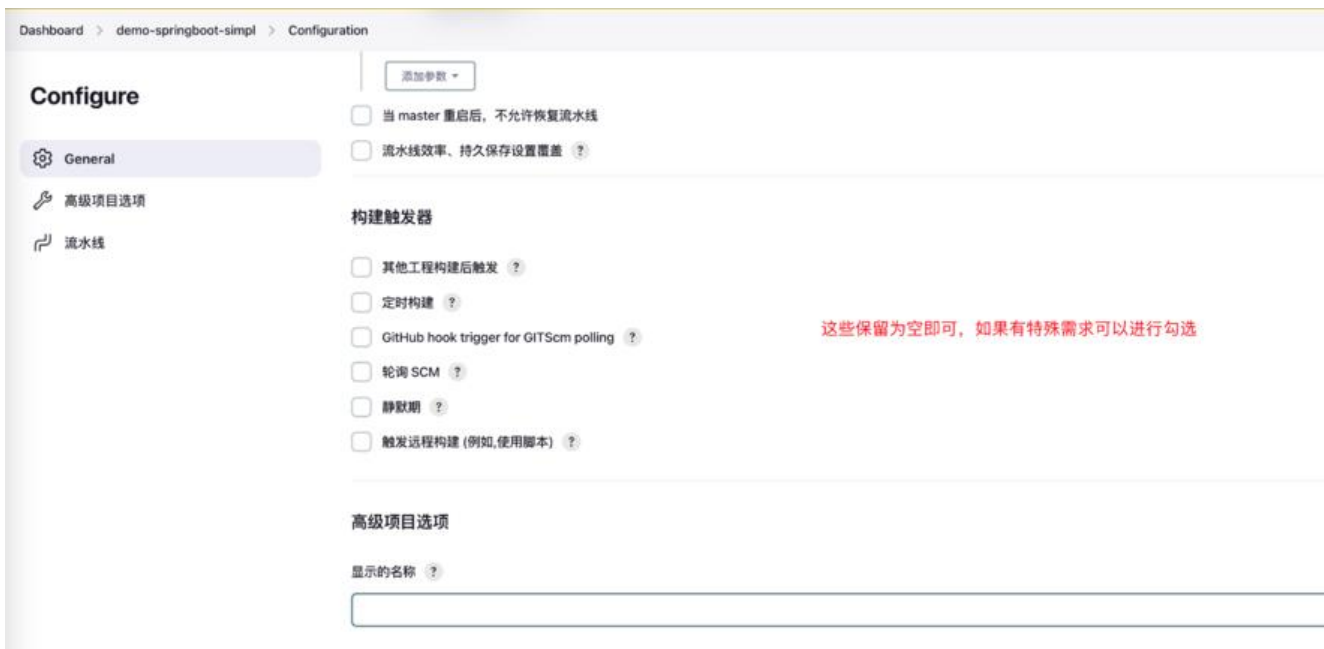 Dashboard > demo-springboot-simpl > Configuration
Configure
General
高级项目选项
流水线
添加参数
当 master 重启后，不允许恢复流水线
流水线效率、持久保存设置覆盖 ?
构建触发器
其他工程构建后触发 ?
定时构建 ?
GitHub hook trigger for GITScm polling ?
轮询 SCM ?
静默期 ?
触发远程构建 (例如,使用脚本) ?
这些保留为空即可，如果有特殊需求可以进行勾选
高级项目选项
显示的名称 ?